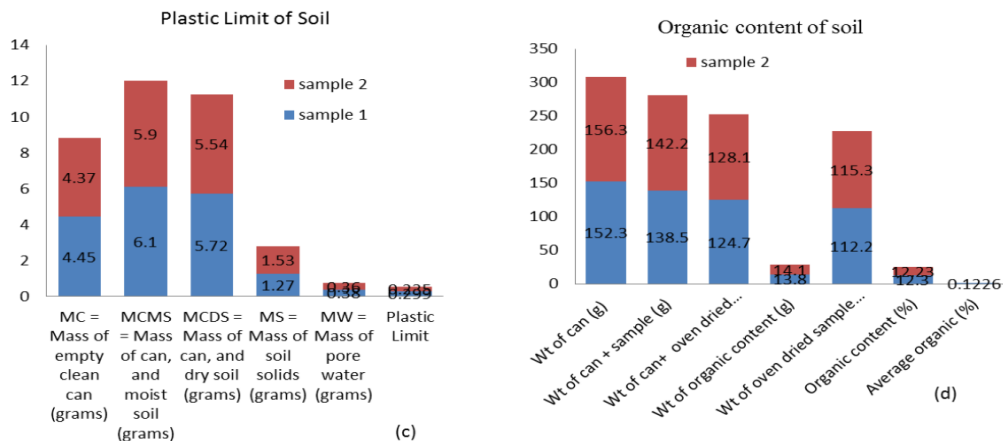 Plastic Limit of Soil
14
12
10
8
6
4
2
0
sample 2
sample 1
4.37
4.45
5.9
6.1
5.54
5.72
1.53
1.27
0.36
0.38
0.235
0.299
MC =
Mass of
empty
clean
can
(grams)
MCMS
= Mass
of can,
and
moist
soil
(grams)
MCDS =
Mass of
can, and
dry soil
(grams)
MS =
Mass of
soil
solids
(grams)
MW =
Mass of
pore
water
(grams)
Plastic
Limit
(c)
Organic content of soil
350
300
250
200
150
100
50
0
sample 2
156.3
152.3
142.2
138.5
128.1
124.7
14.1
13.8
115.3
112.2
12.23
12.3
0.1226
Wt of can (g)
Wt of can + sample (g)
Wt of can+ oven dried...
Wt of organic content (g)
Wt of oven dried sample...
Organic content (%)
Average organic (%)
(d)